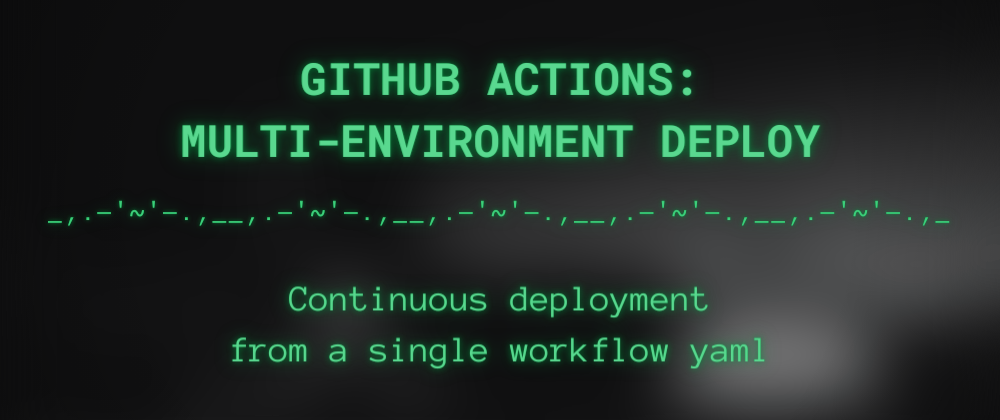 GITHUB ACTIONS:
MULTI-ENVIRONMENT DEPLOY
_,.-'~'-.,__,.-'~'-.,__,.-'~'-.,__,.-'~'-.,__,.-'~'-.,_
Continuous deployment
from a single workflow yaml